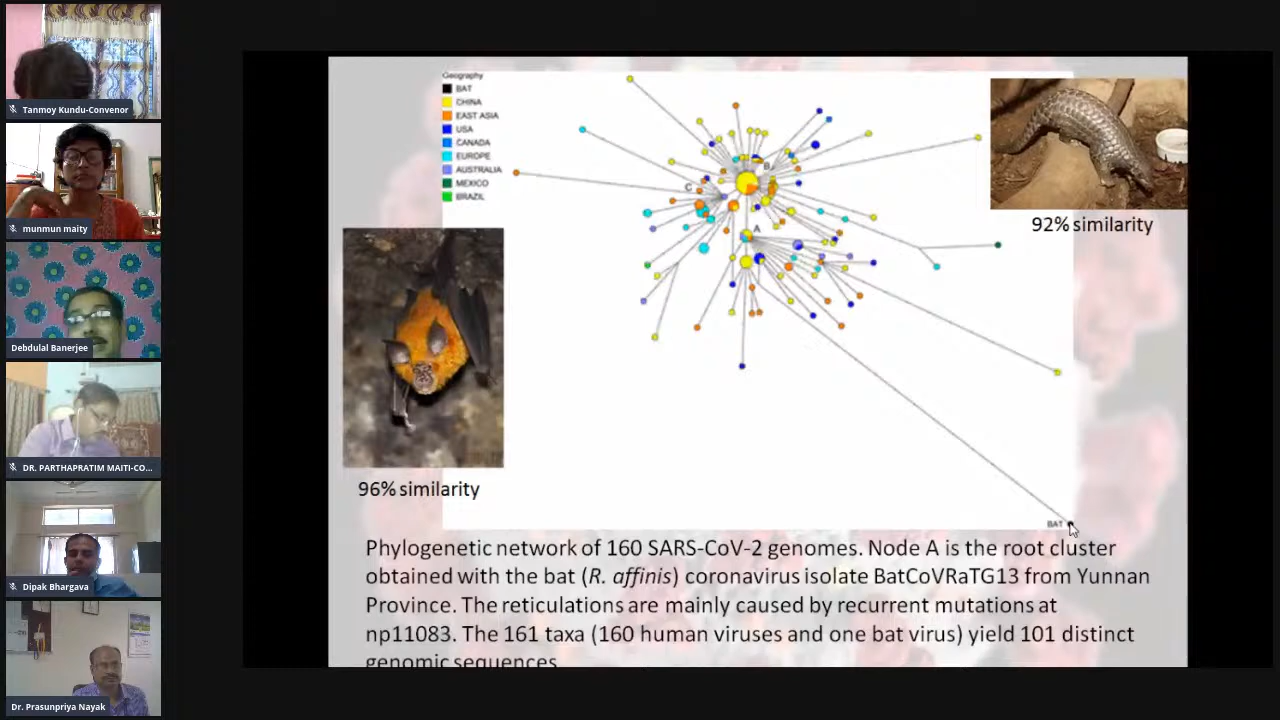 Tanmoy Kundu-Convenor
munmun maity
Debdulal Banerjee
DR. PARTHAPRATIM MAITI-CO...
Dipak Bhargava
Dr. Prasunpriya Nayak
Geography
BAT
CHINA
EAST ASIA
USA
CANADA
EUROPE
AUSTRALIA
MEXICO
BRAZIL
B
C
A
BAT
92% similarity
96% similarity
Phylogenetic network of 160 SARS-CoV-2 genomes. Node A is the root cluster
obtained with the bat (R. affinis) coronavirus isolate BatCoVRaTG13 from Yunnan
Province. The reticulations are mainly caused by recurrent mutations at
np11083. The 161 taxa (160 human viruses and one bat virus) yield 101 distinct
genomic sequences.